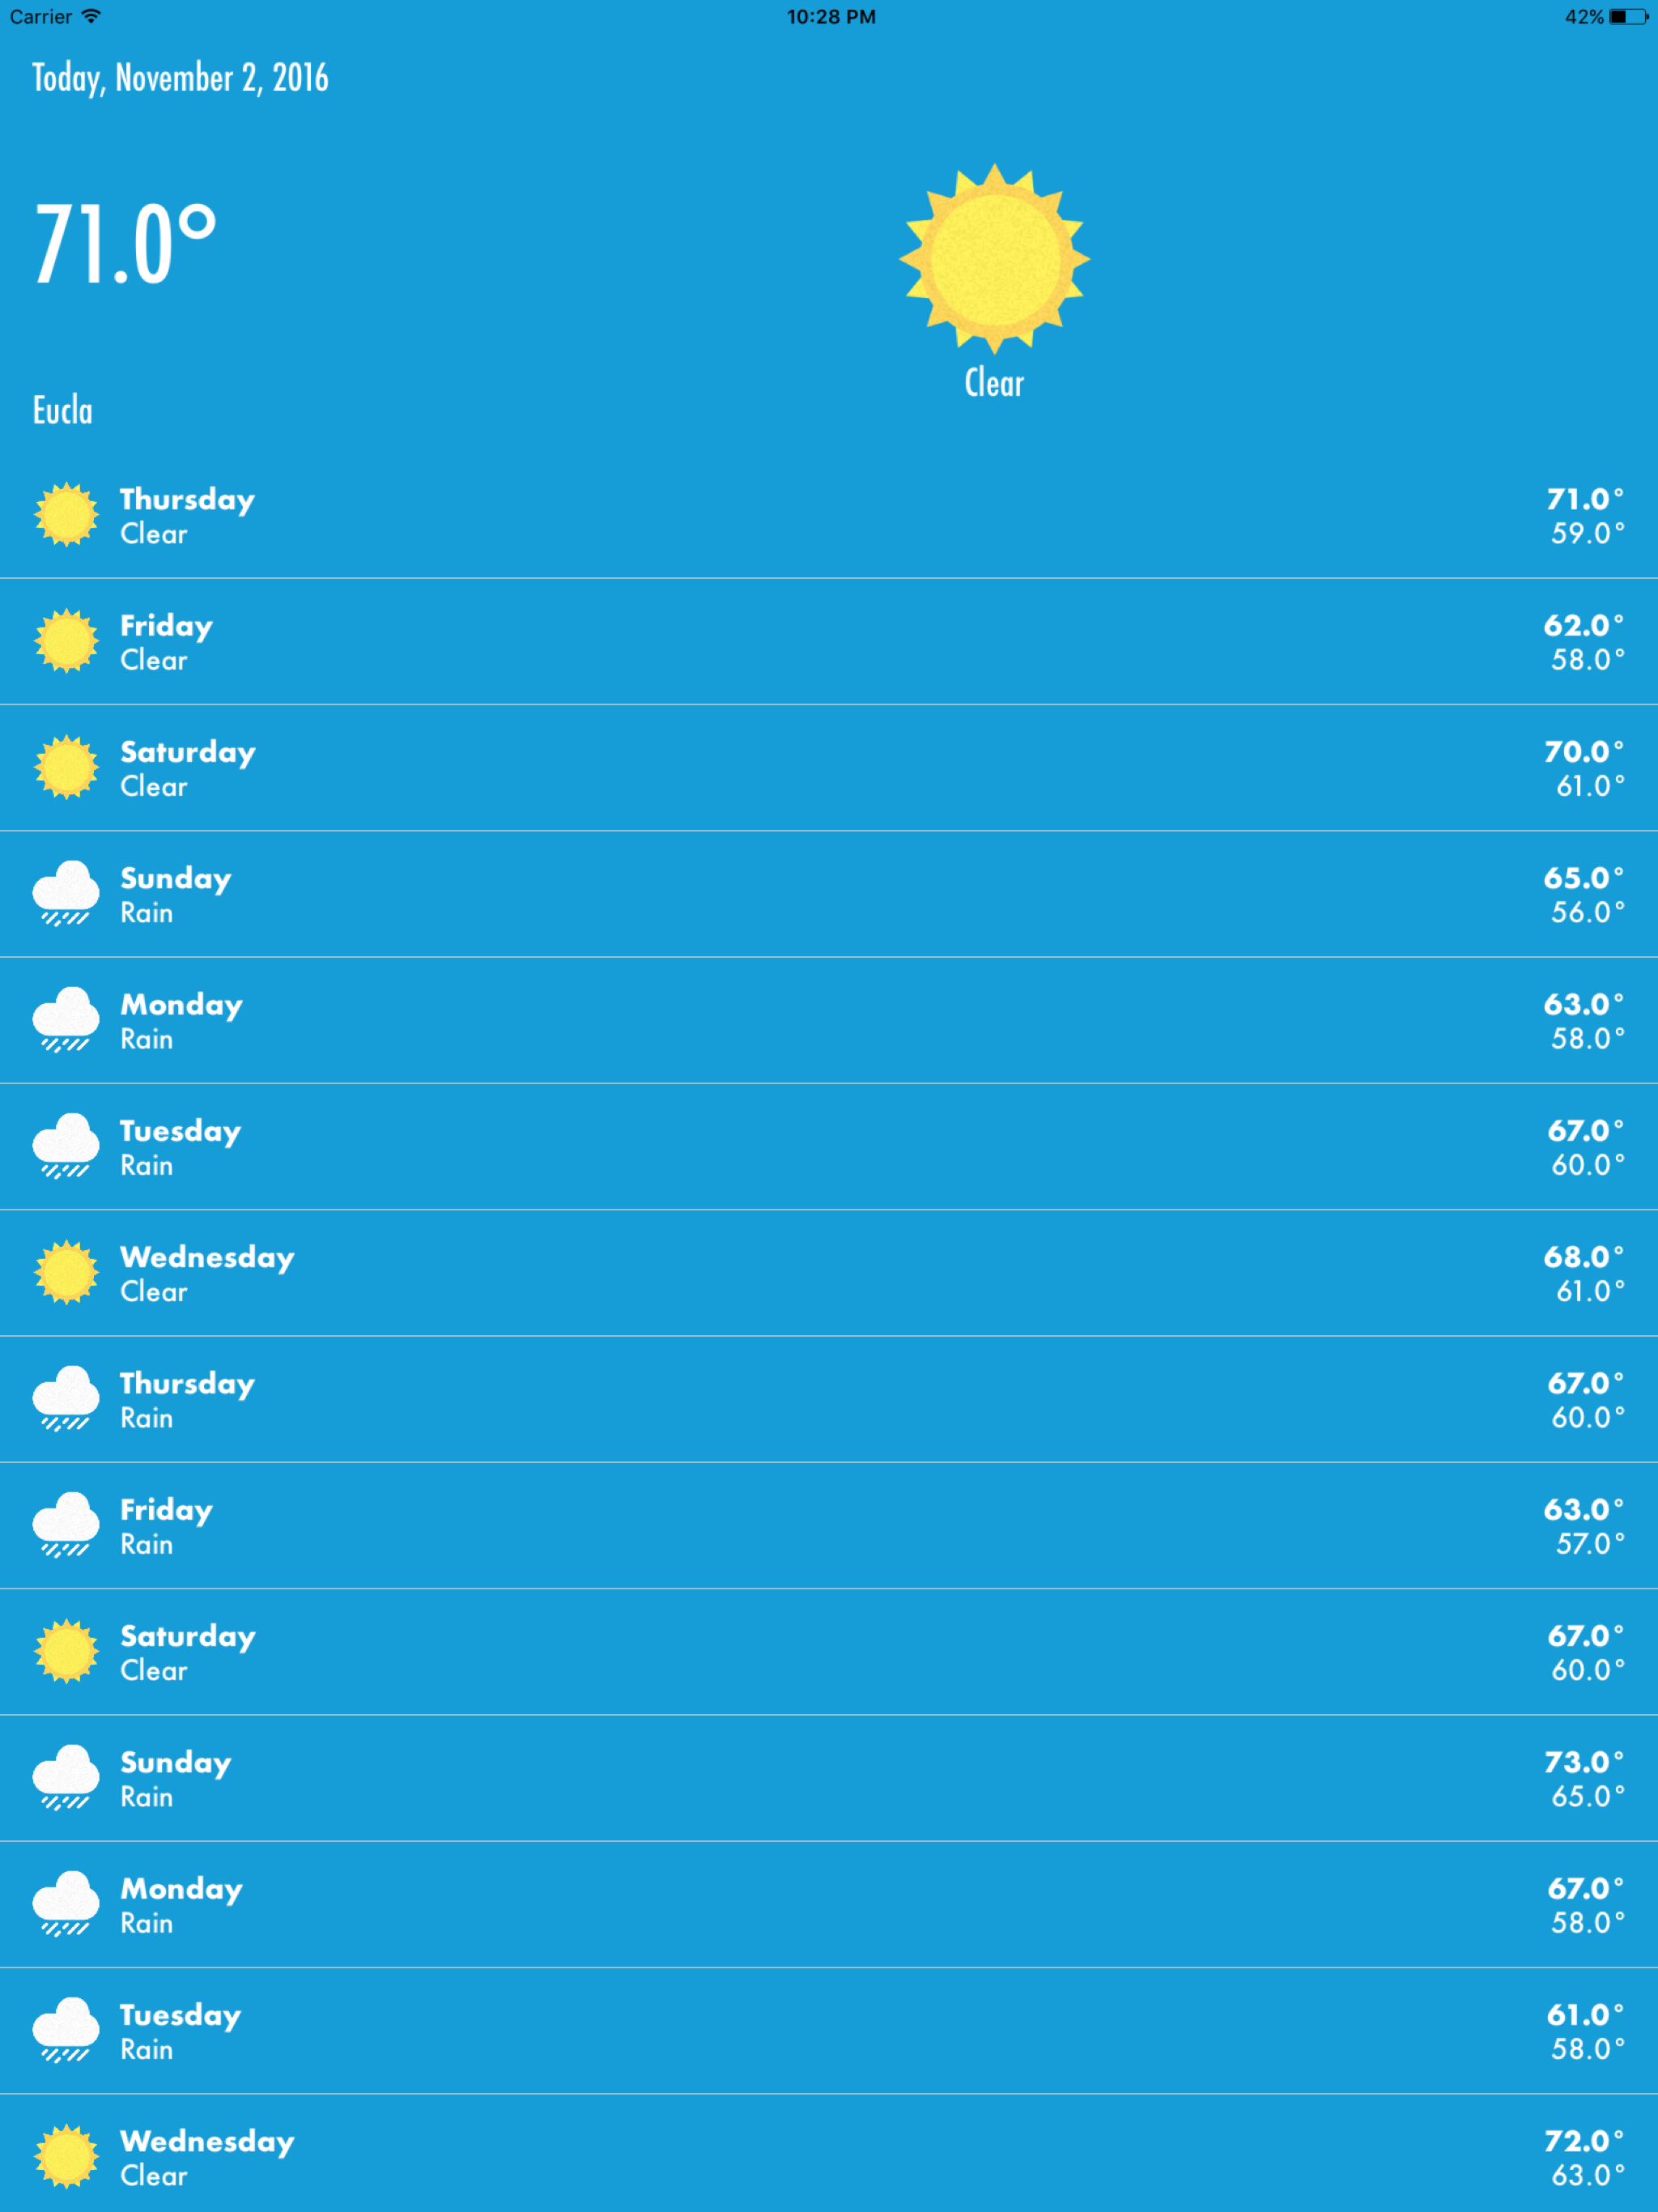 Carrier 10:28 PM 42%
Today, November 2, 2016
71.0°
Clear
Eucla
Thursday 71.0°
Clear 59.0°
Friday 62.0°
Clear 58.0°
Saturday 70.0°
Clear 61.0°
Sunday 65.0°
Rain 56.0°
Monday 63.0°
Rain 58.0°
Tuesday 67.0°
Rain 60.0°
Wednesday 68.0°
Clear 61.0°
Thursday 67.0°
Rain 60.0°
Friday 63.0°
Rain 57.0°
Saturday 67.0°
Clear 60.0°
Sunday 73.0°
Rain 65.0°
Monday 67.0°
Rain 58.0°
Tuesday 61.0°
Rain 58.0°
Wednesday 72.0°
Clear 63.0°